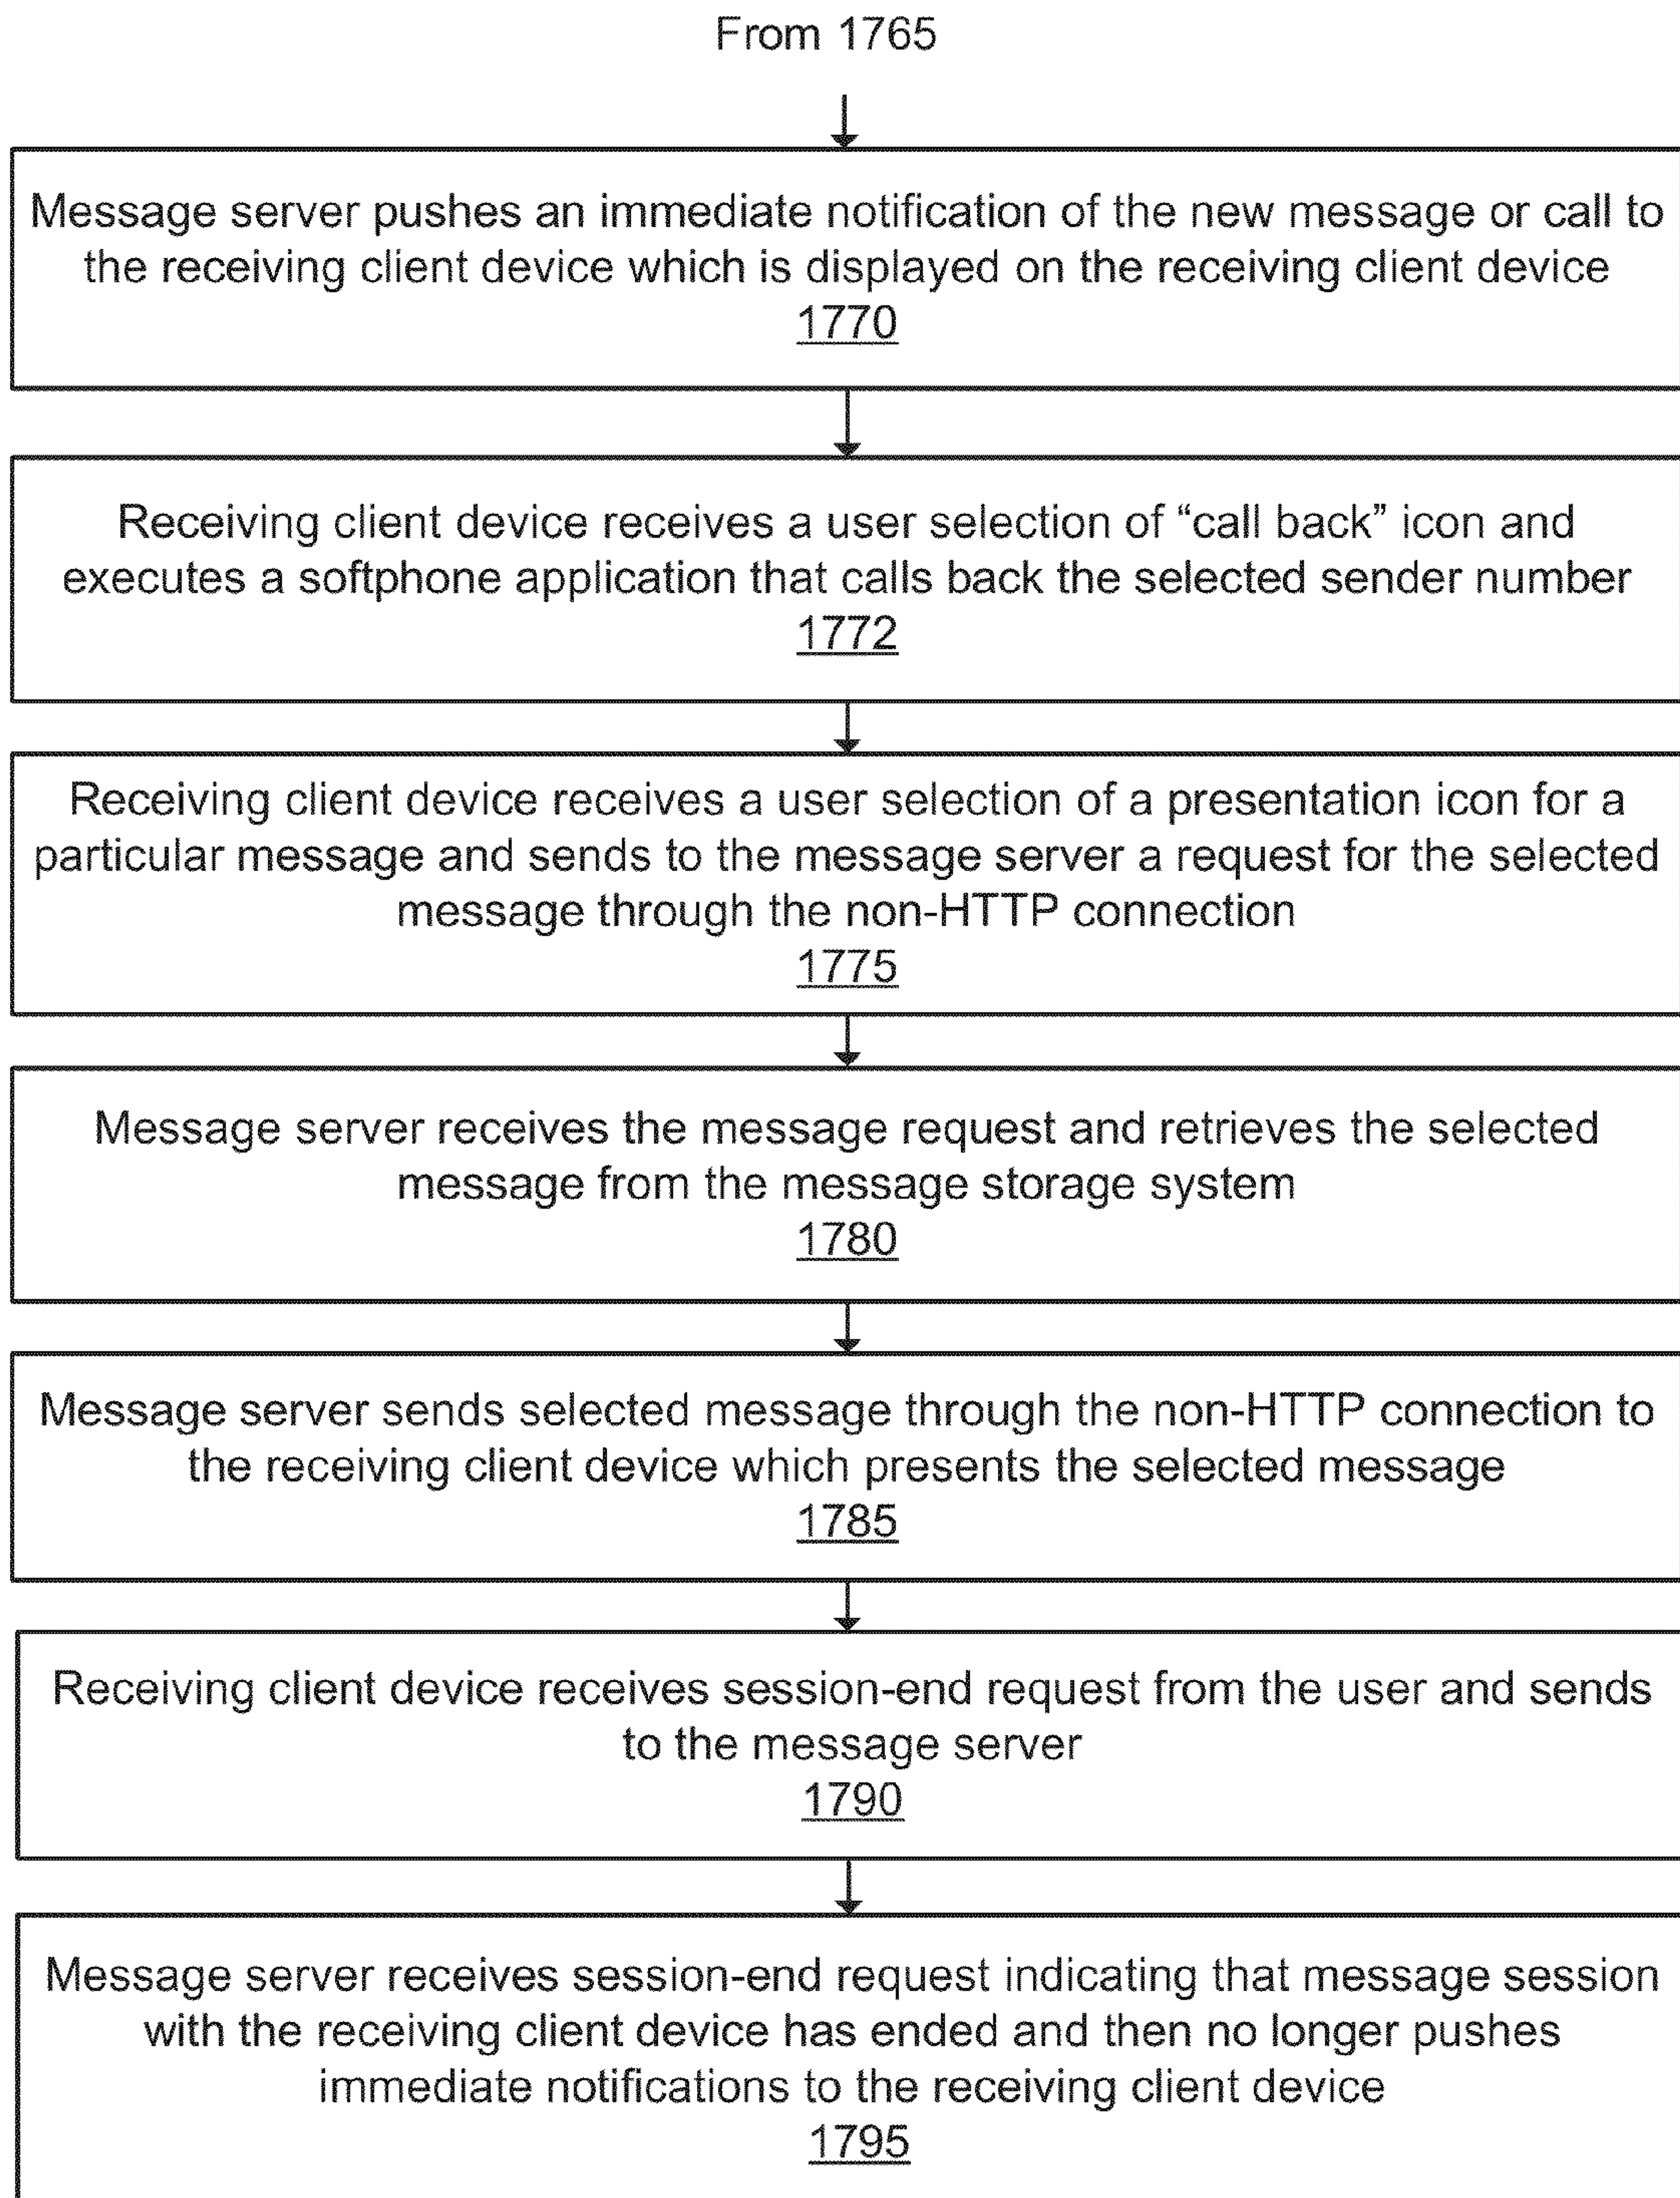 From 1765
Message server pushes an immediate notification of the new message or call to
the receiving client device which is displayed on the receiving client device
1770
Receiving client device receives a user selection of “call back” icon and
executes a softphone application that calls back the selected sender number
1772
Receiving client device receives a user selection of a presentation icon for a
particular message and sends to the message server a request for the selected
message through the non-HTTP connection
1775
Message server receives the message request and retrieves the selected
message from the message storage system
1780
Message server sends selected message through the non-HTTP connection to
the receiving client device which presents the selected message
1785
Receiving client device receives session-end request from the user and sends
to the message server
1790
Message server receives session-end request indicating that message session
with the receiving client device has ended and then no longer pushes
immediate notifications to the receiving client device
1795